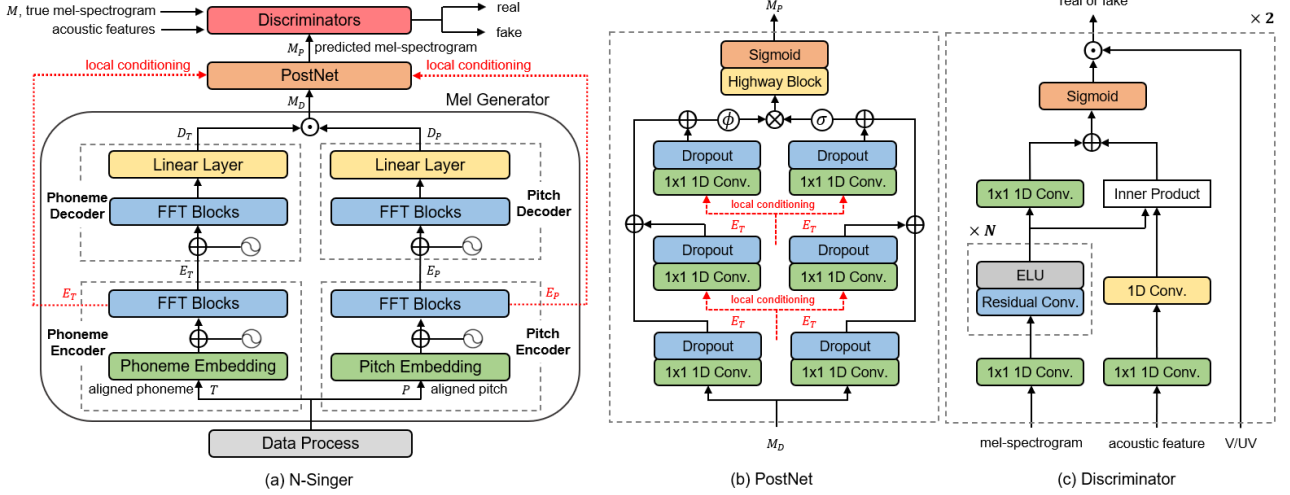 M, true mel-spectrogram
acoustic features
Discriminators
real
fake
M_P predicted mel-spectrogram
local conditioning
PostNet
local conditioning
M_D
Mel Generator
D_T
D_P
Linear Layer
Linear Layer
Phoneme Decoder
FFT Blocks
FFT Blocks
Pitch Decoder
E_T
E_P
E_T
FFT Blocks
FFT Blocks
E_P
Phoneme Encoder
Pitch Encoder
Phoneme Embedding
Pitch Embedding
aligned phoneme
T
P
aligned pitch
Data Process
(a) N-Singer
M_P
Sigmoid
Highway Block
ϕ
σ
Dropout
Dropout
1x1 1D Conv.
1x1 1D Conv.
local conditioning
E_T
E_T
Dropout
Dropout
1x1 1D Conv.
1x1 1D Conv.
local conditioning
E_T
E_T
Dropout
Dropout
1x1 1D Conv.
1x1 1D Conv.
M_D
(b) PostNet
real or fake
× 2
Sigmoid
1x1 1D Conv.
Inner Product
× N
ELU
Residual Conv.
1D Conv.
1x1 1D Conv.
1x1 1D Conv.
mel-spectrogram
acoustic feature
V/UV
(c) Discriminator